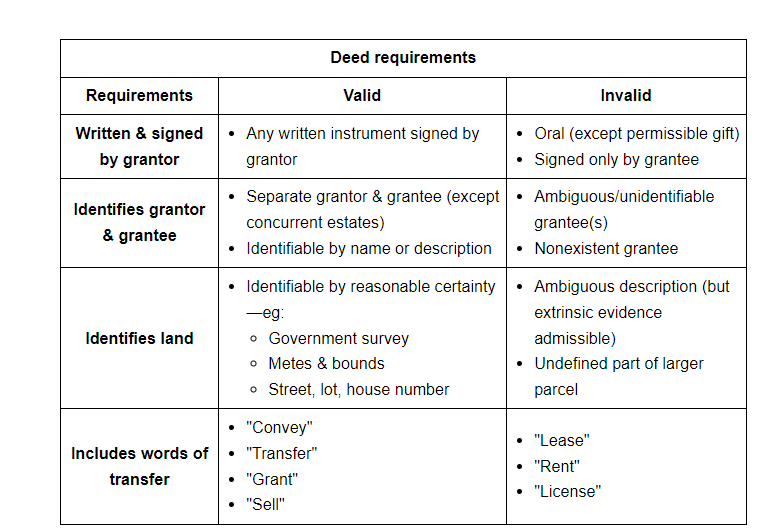 Deed requirements
Requirements
Valid
Invalid
Written & signed
by grantor
• Any written instrument signed by
grantor
• Oral (except permissible gift)
• Signed only by grantee
Identifies grantor
& grantee
• Separate grantor & grantee (except
concurrent estates)
• Identifiable by name or description
• Ambiguous/unidentifiable
grantee(s)
• Nonexistent grantee
Identifies land
• Identifiable by reasonable certainty
—eg:
○ Government survey
○ Metes & bounds
○ Street, lot, house number
• Ambiguous description (but
extrinsic evidence
admissible)
• Undefined part of larger
parcel
Includes words of
transfer
• "Convey"
• "Transfer"
• "Grant"
• "Sell"
• "Lease"
• "Rent"
• "License"